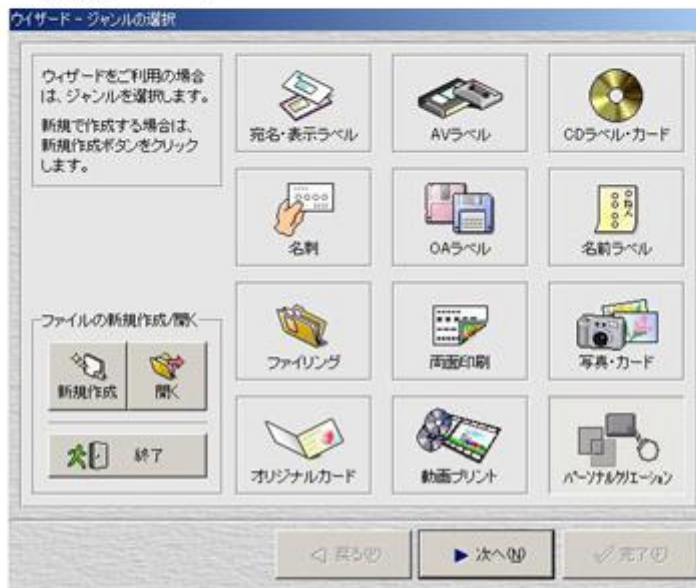 ウイザード - ジャンルの選択
ウィザードをご利用の場合
は、ジャンルを選択します。
新規で作成する場合は、
新規作成ボタンをクリック
します。
宛名・表示ラベル
AVラベル
CDラベル・カード
名刺
OAラベル
名前ラベル
ファイルの新規作成/開く
新規作成
開く
終了
ファイリング
両面印刷
写真・カード
オリジナルカード
動画プリント
パーソナルクリエーション
戻る(P)
次へ(N)
完了(F)